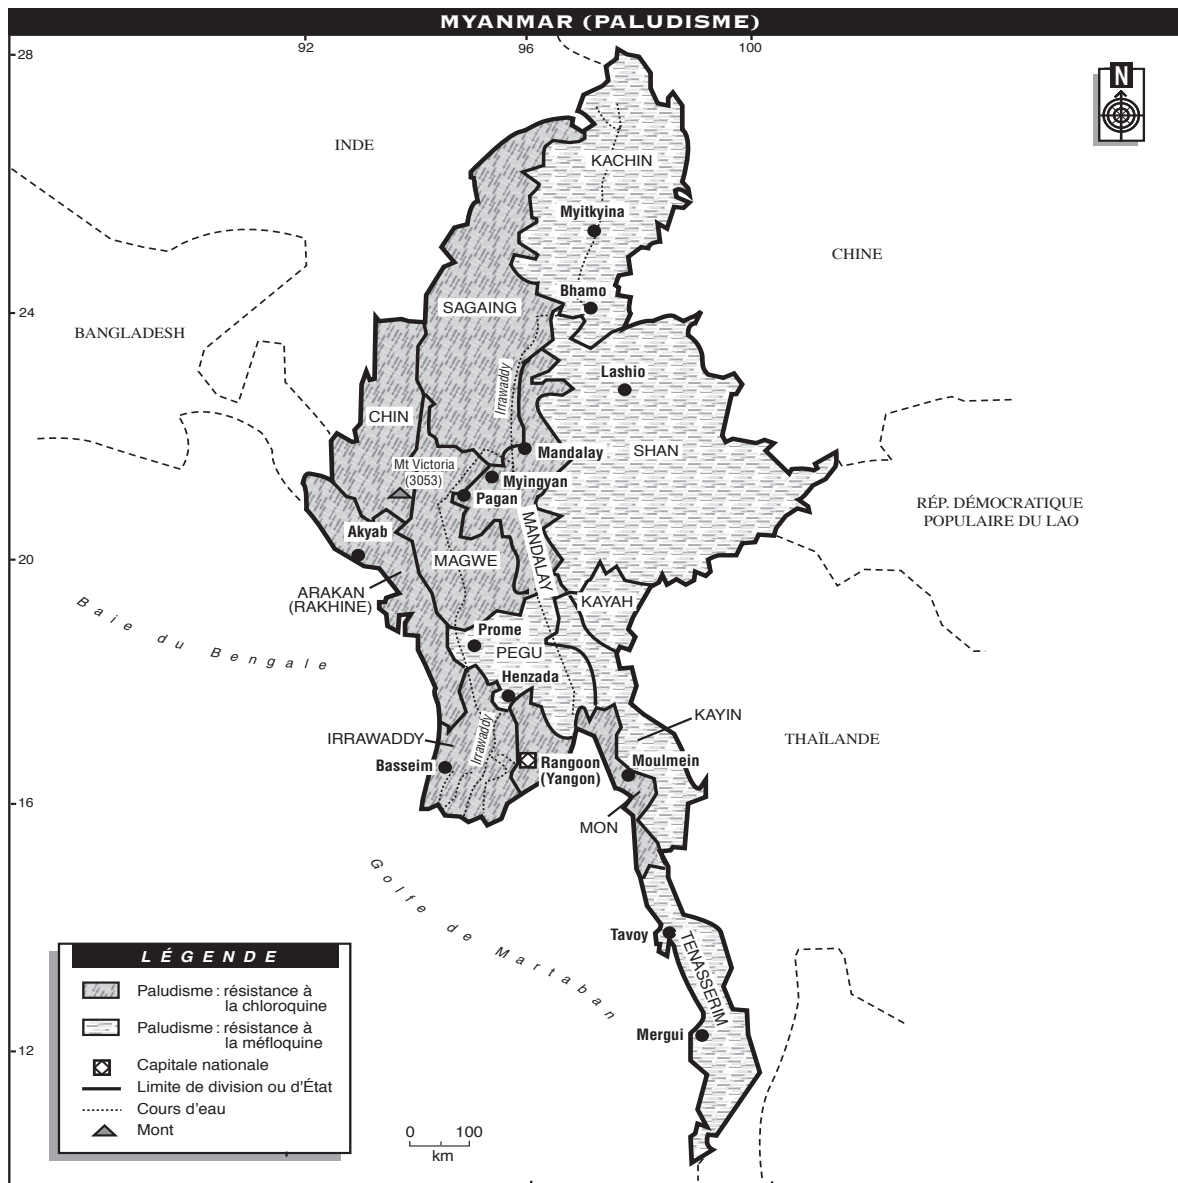 MYANMAR (PALUDISME)
92
96
100
28
N
INDE
KACHIN
Myitkyina
CHINE
Bhamo
SAGAING
24
BANGLADESH
Lashio
Irrawaddy
CHIN
Mandalay
SHAN
Mt Victoria
(3053)
Myingyan
Pagan
RÉP. DÉMOCRATIQUE
POPULAIRE DU LAO
Akyab
MANDALAY
20
MAGWE
ARAKAN
(RAKHINE)
KAYAH
Baie du Bengale
Prome
PEGU
Henzada
KAYIN
IRRAWADDY
Irrawaddy
THAÏLANDE
Basseim
Rangoon
(Yangon)
Moulmein
16
MON
Golfe de Martaban
Tavoy
TENASSERIM
Mergui
12
LÉGENDE
Paludisme : résistance à
la chloroquine
Paludisme : résistance à
la méfloquine
Capitale nationale
Limite de division ou d'État
Cours d'eau
Mont
0 100
km